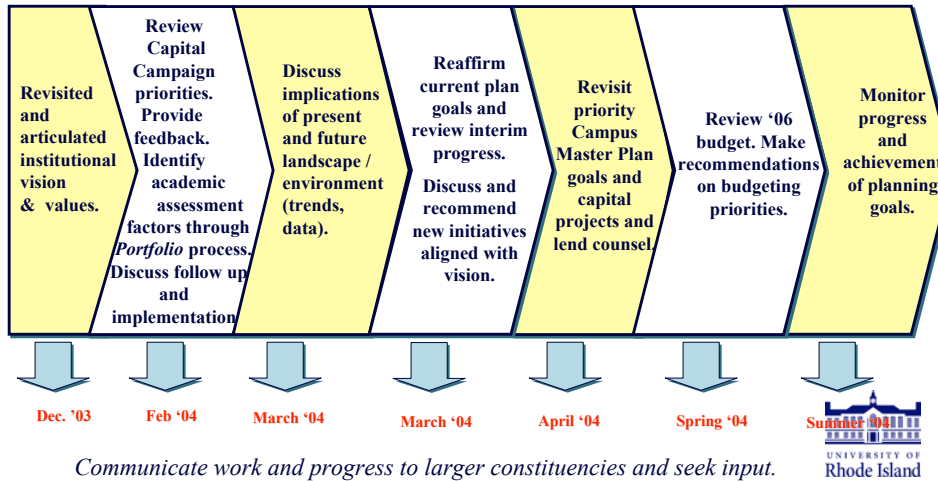 Revisited
and
articulated
institutional
vision
& values.
Review
Capital
Campaign
priorities.
Provide
feedback.
Identify
academic
assessment
factors through
Portfolio process.
Discuss follow up
and
implementation
Discuss
implications
of present
and future
landscape /
environment
(trends,
data).
Reaffirm
current plan
goals and
review interim
progress.
Discuss and
recommend
new initiatives
aligned with
vision.
Revisit
priority
Campus
Master Plan
goals and
capital
projects and
lend counsel.
Review ‘06
budget. Make
recommendations
on budgeting
priorities.
Monitor
progress
and
achievement
of planning
goals.
Dec. ’03
Feb ‘04
March ‘04
March ‘04
April ‘04
Spring ‘04
Summer ‘04
Communicate work and progress to larger constituencies and seek input.
UNIVERSITY OF
Rhode Island